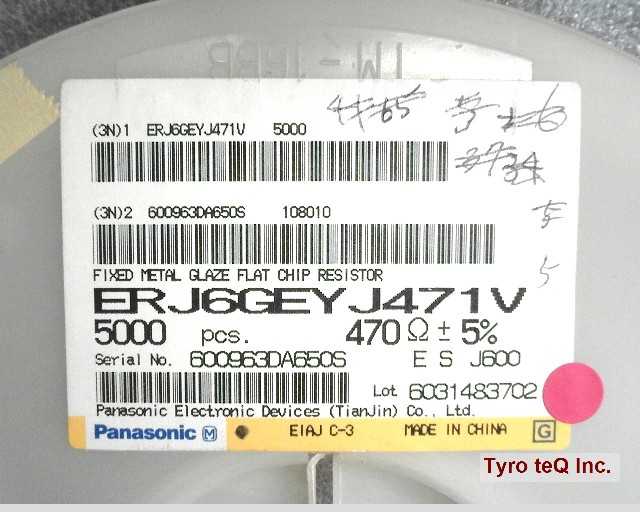 (3N)1 ERJ6GEYJ471V 5000
(3N)2 600963DA650S 108010
FIXED METAL GLAZE FLAT CHIP RESISTOR
ERJ6GEYJ471V
5000 pcs. 470 Ω ± 5%
Serial No. 600963DA650S E S J600
Lot 6031483702
Panasonic Electronic Devices (TianJin) Co., Ltd.
Panasonic M EIAJ C-3 MADE IN CHINA G
Tyro teQ Inc.